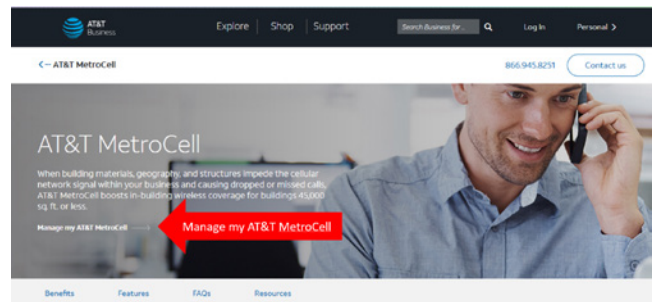 AT&T
Business
Explore
Shop
Support
Search Business for ..
Log In
Personal >
<— AT&T MetroCell
866.945.8251
Contact us
AT&T MetroCell
When building materials, geography, and structures impede the cellular
network signal within your business and causing dropped or missed calls,
AT&T MetroCell boosts in-building wireless coverage for buildings 45,000
sq. ft. or less.
Manage my AT&T MetroCell
Manage my AT&T MetroCell
Benefits
Features
FAQs
Resources